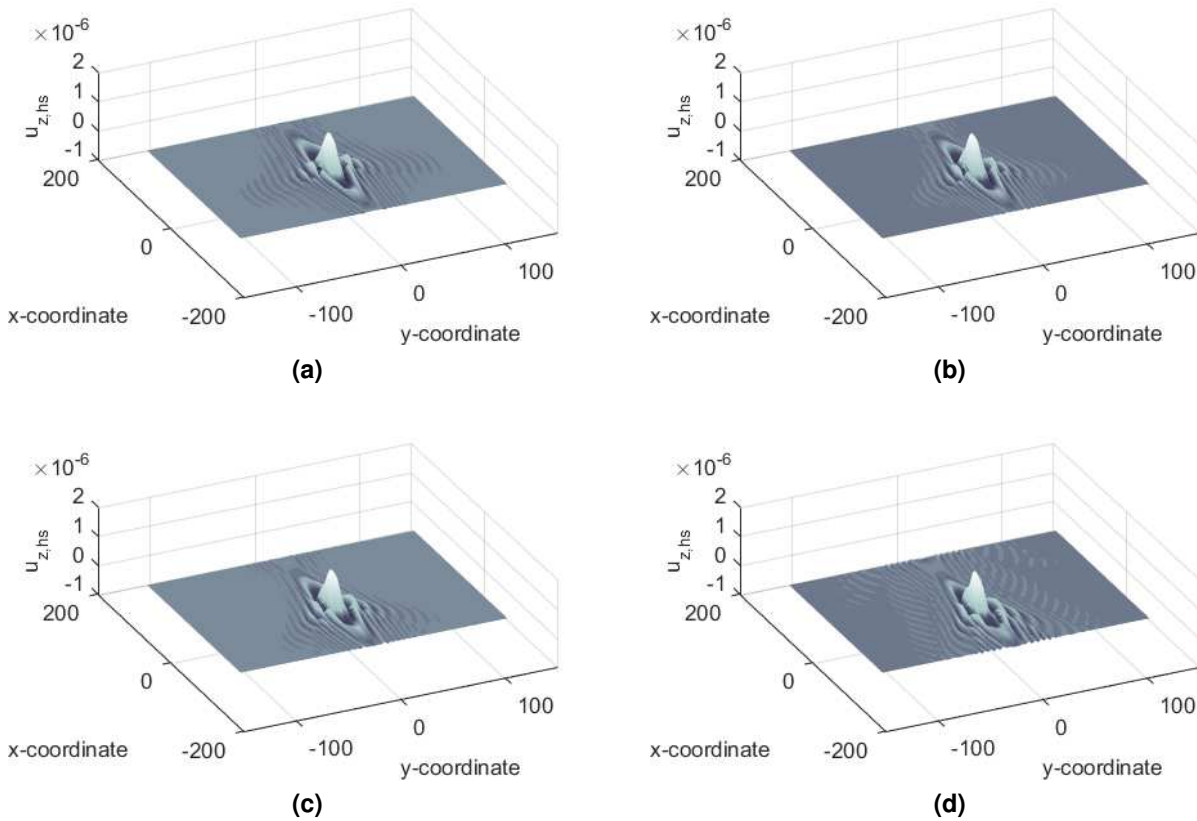 ×10⁻⁶
2
1
0
-1
u_z,hs
200
0
-200
x-coordinate
-100
0
100
y-coordinate
(a)
×10⁻⁶
2
1
0
-1
u_z,hs
200
0
-200
x-coordinate
-100
0
100
y-coordinate
(b)
×10⁻⁶
2
1
0
-1
u_z,hs
200
0
-200
x-coordinate
-100
0
100
y-coordinate
(c)
×10⁻⁶
2
1
0
-1
u_z,hs
200
0
-200
x-coordinate
-100
0
100
y-coordinate
(d)